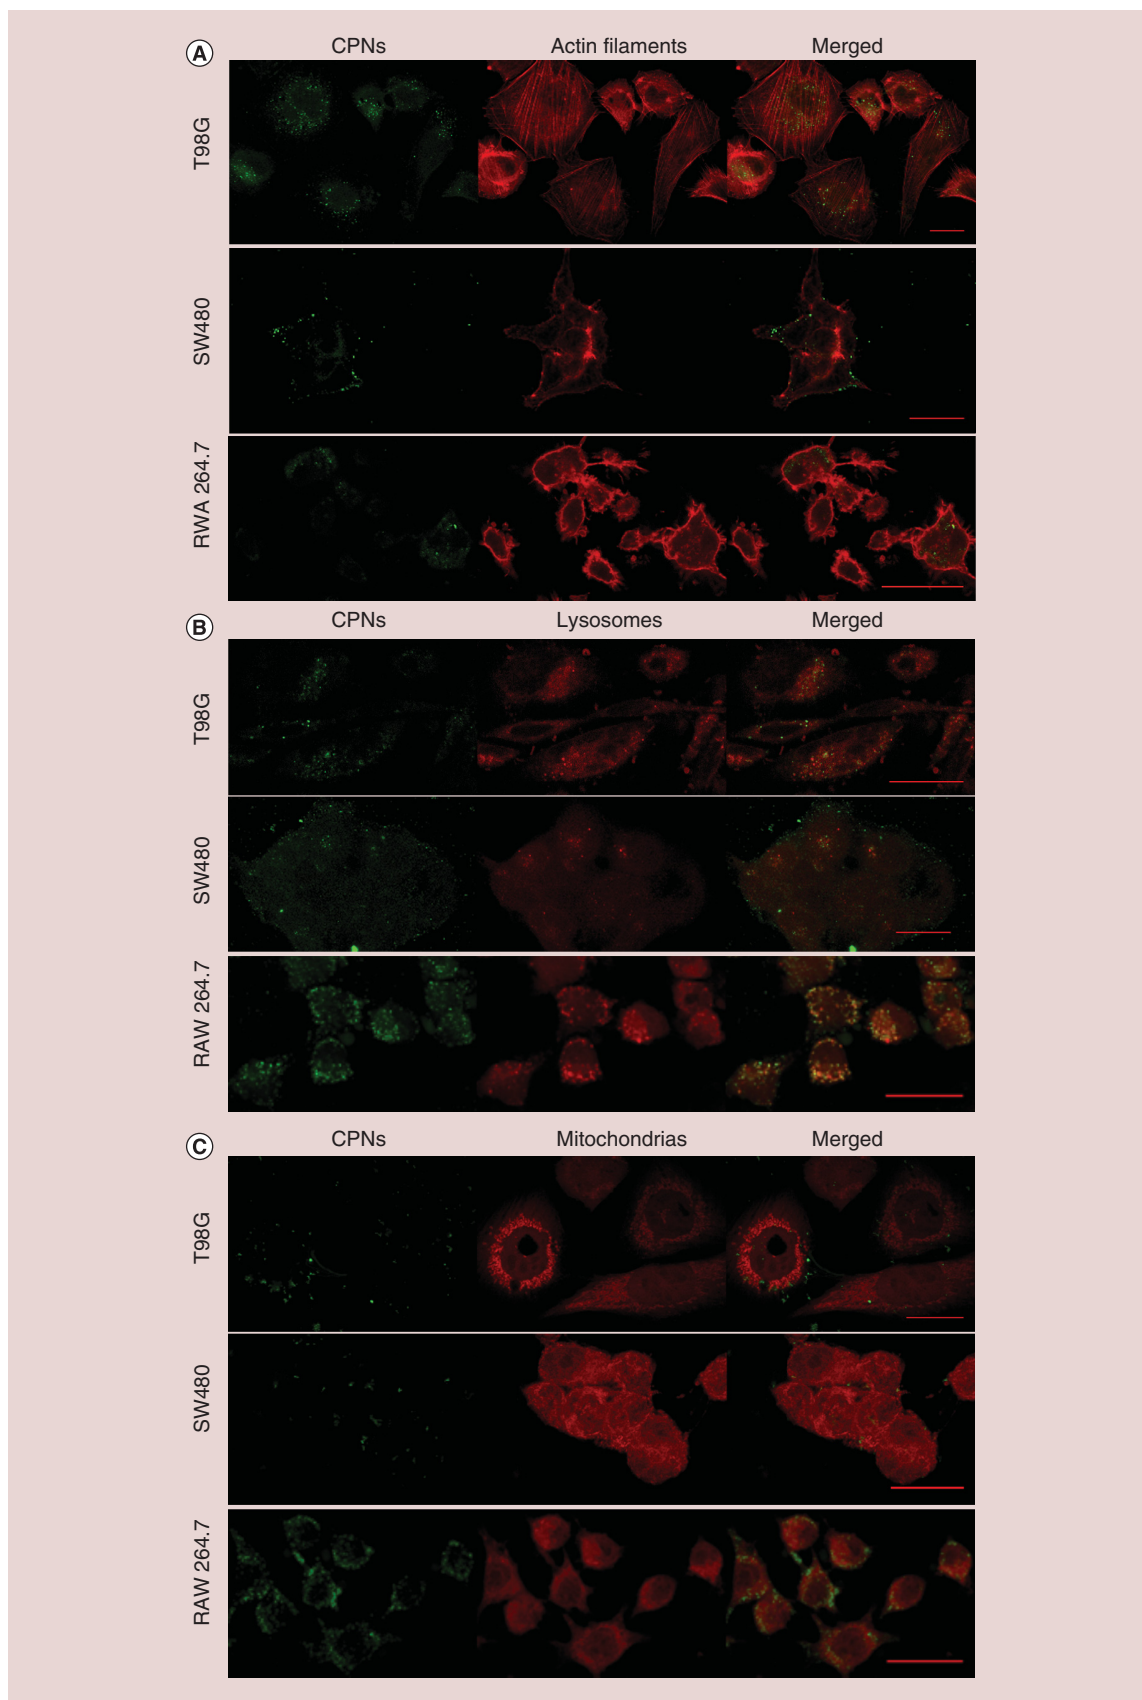 A
CPNs Actin filaments Merged
T98G
SW480
RWA 264.7
B
CPNs Lysosomes Merged
T98G
SW480
RAW 264.7
C
CPNs Mitochondrias Merged
T98G
SW480
RAW 264.7